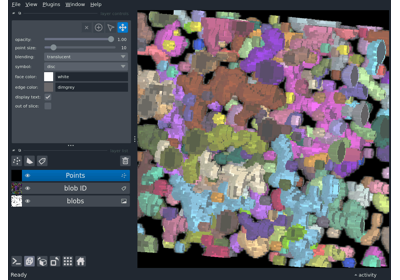 File View Plugins Window Help
opacity: 1.00
point size: 10
blending: translucent
symbol: disc
face color: white
edge color: dimgrey
display text: ✓
out of slice:
Points
blob ID
blobs
Ready
activity